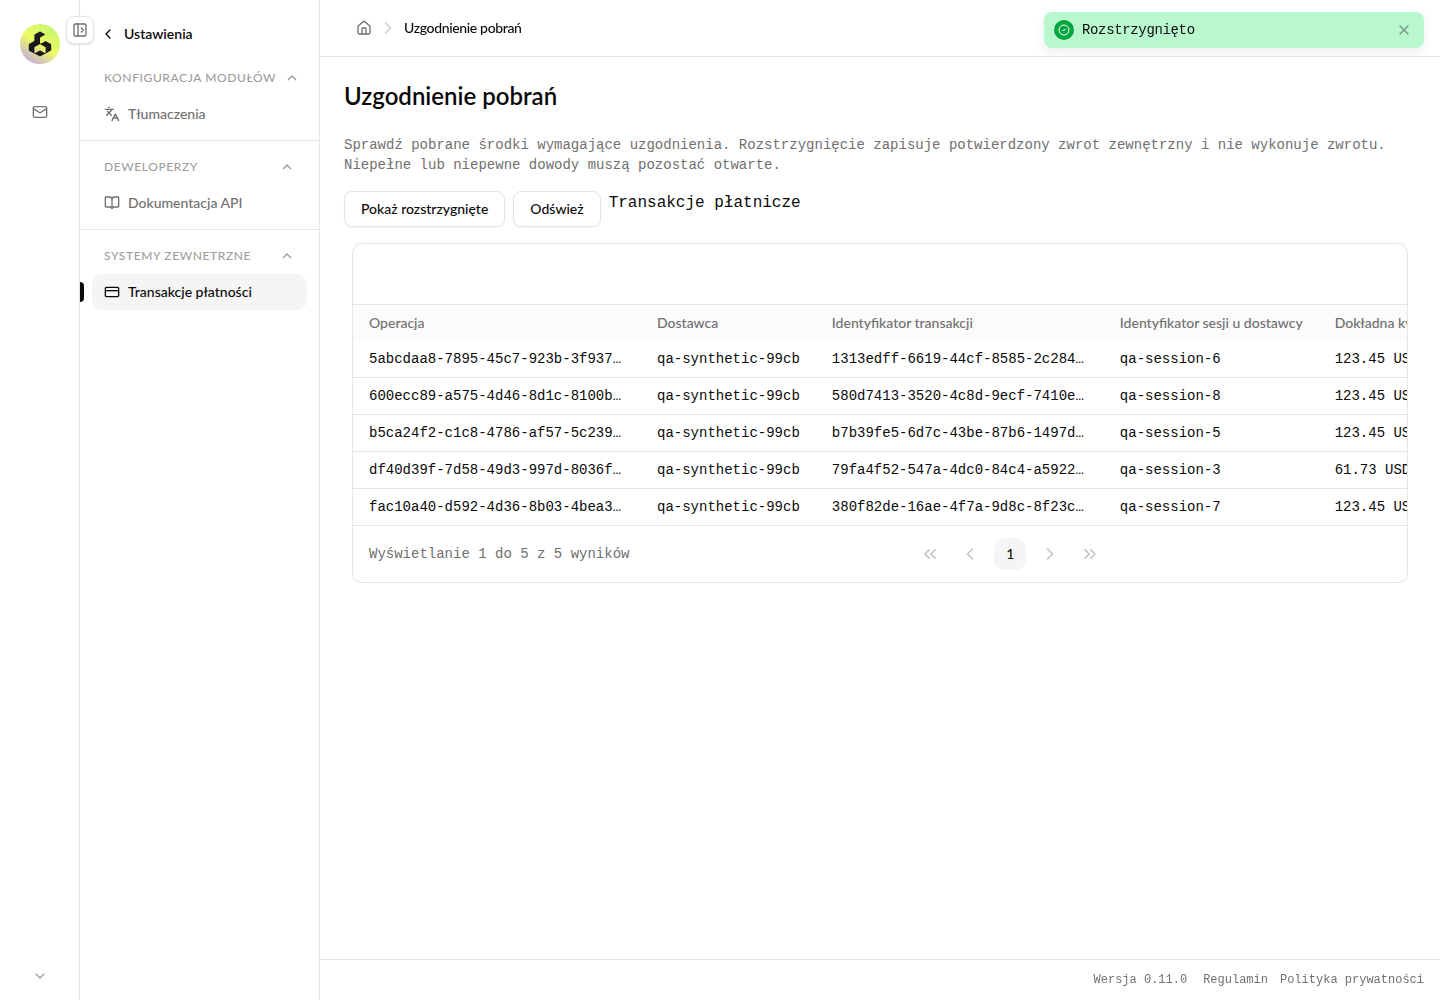 Ustawienia
KONFIGURACJA MODUŁÓW
Tłumaczenia
DEWELOPERZY
Dokumentacja API
SYSTEMY ZEWNETRZNE
Transakcje płatności
Uzgodnienie pobrań
Rozstrzygnięto
Uzgodnienie pobrań
Sprawdź pobrane środki wymagające uzgodnienia. Rozstrzygnięcie zapisuje potwierdzony zwrot zewnętrzny i nie wykonuje zwrotu.
Niepełne lub niepewne dowody muszą pozostać otwarte.
Pokaż rozstrzygnięte Odśwież Transakcje płatnicze
Operacja Dostawca Identyfikator transakcji Identyfikator sesji u dostawcy Dokładna kw
5abcdaa8-7895-45c7-923b-3f937… qa-synthetic-99cb 1313edff-6619-44cf-8585-2c284… qa-session-6 123.45 US
600ecc89-a575-4d46-8d1c-8100b… qa-synthetic-99cb 580d7413-3520-4c8d-9ecf-7410e… qa-session-8 123.45 US
b5ca24f2-c1c8-4786-af57-5c239… qa-synthetic-99cb b7b39fe5-6d7c-43be-87b6-1497d… qa-session-5 123.45 US
df40d39f-7d58-49d3-997d-8036f… qa-synthetic-99cb 79fa4f52-547a-4dc0-84c4-a5922… qa-session-3 61.73 USD
fac10a40-d592-4d36-8b03-4bea3… qa-synthetic-99cb 380f82de-16ae-4f7a-9d8c-8f23c… qa-session-7 123.45 US
Wyświetlanie 1 do 5 z 5 wyników 1
Wersja 0.11.0 Regulamin Polityka prywatności